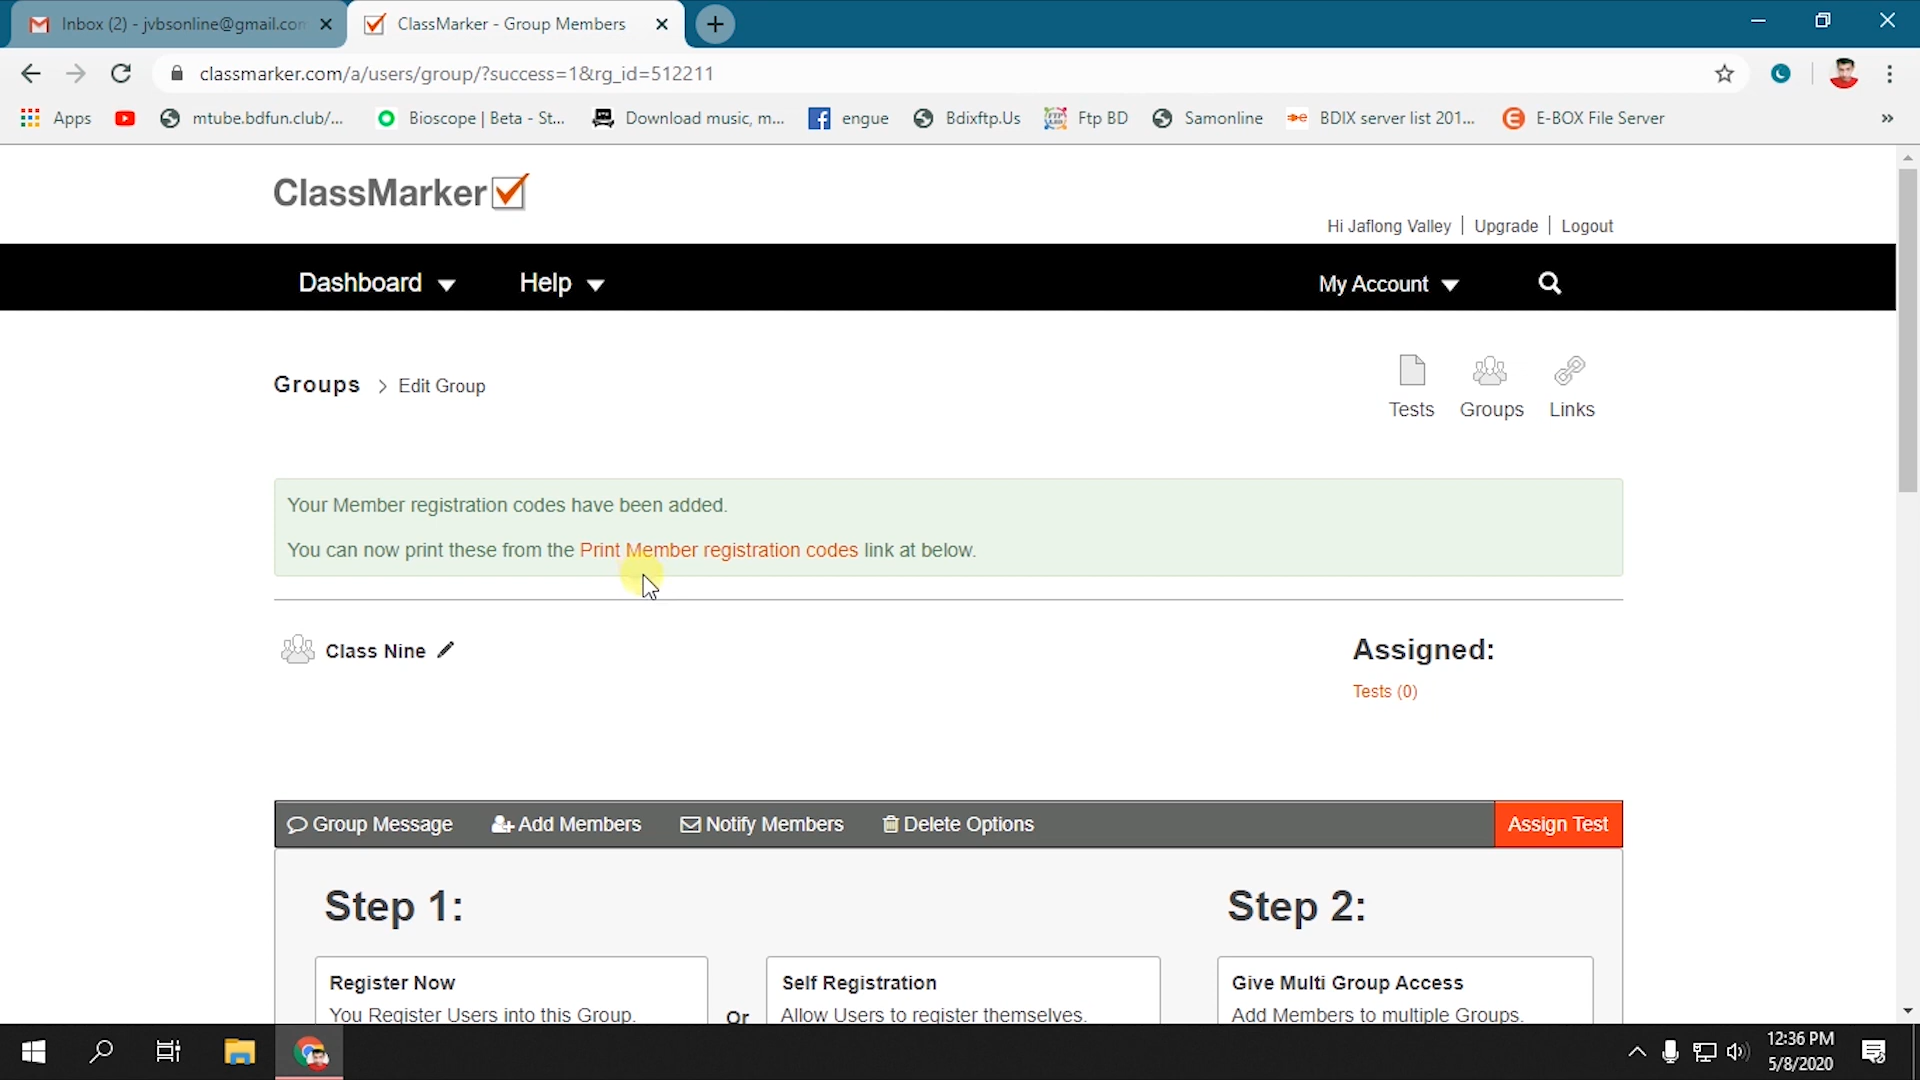 Inbox (2) - jvbsonline@gmail.con
ClassMarker - Group Members
classmarker.com/a/users/group/?success=1&rg_id=512211
Apps
mtube.bdfun.club/...
Bioscope | Beta - St...
Download music, m...
engue
Bdixftp.Us
Ftp BD
Samonline
BDIX server list 201...
E-BOX File Server
»
ClassMarker
Hi Jaflong Valley | Upgrade | Logout
Dashboard
Help
My Account
Groups > Edit Group
Tests
Groups
Links
Your Member registration codes have been added.
You can now print these from the Print Member registration codes link at below.
Class Nine
Assigned:
Tests (0)
Group Message
Add Members
Notify Members
Delete Options
Assign Test
Step 1:
Step 2:
Register Now
You Register Users into this Group.
Or
Self Registration
Allow Users to register themselves.
Give Multi Group Access
Add Members to multiple Groups.
12:36 PM
5/8/2020